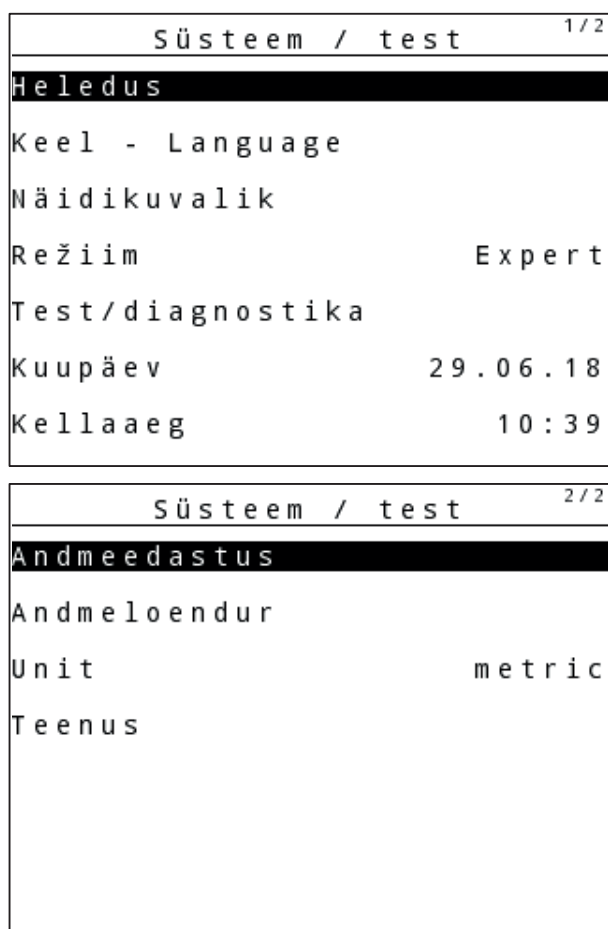 Süsteem / test 1/2
Heledus
Keel - Language
Näidikuvalik
Režiim Expert
Test/diagnostika
Kuupäev 29.06.18
Kellaaeg 10:39
Süsteem / test 2/2
Andmeedastus
Andmeloendur
Unit metric
Teenus